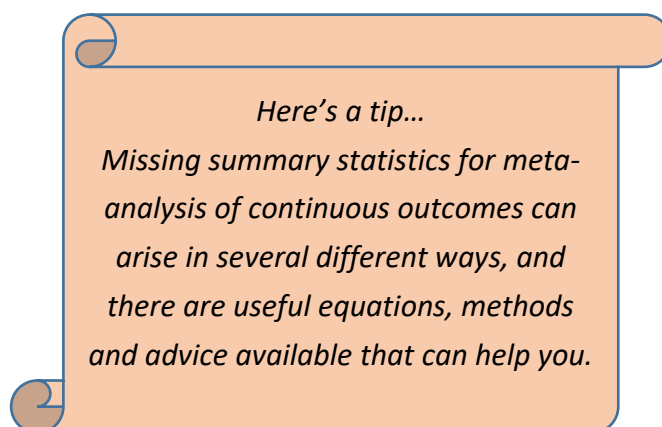 Here’s a tip…
Missing summary statistics for meta-
analysis of continuous outcomes can
arise in several different ways, and
there are useful equations, methods
and advice available that can help you.